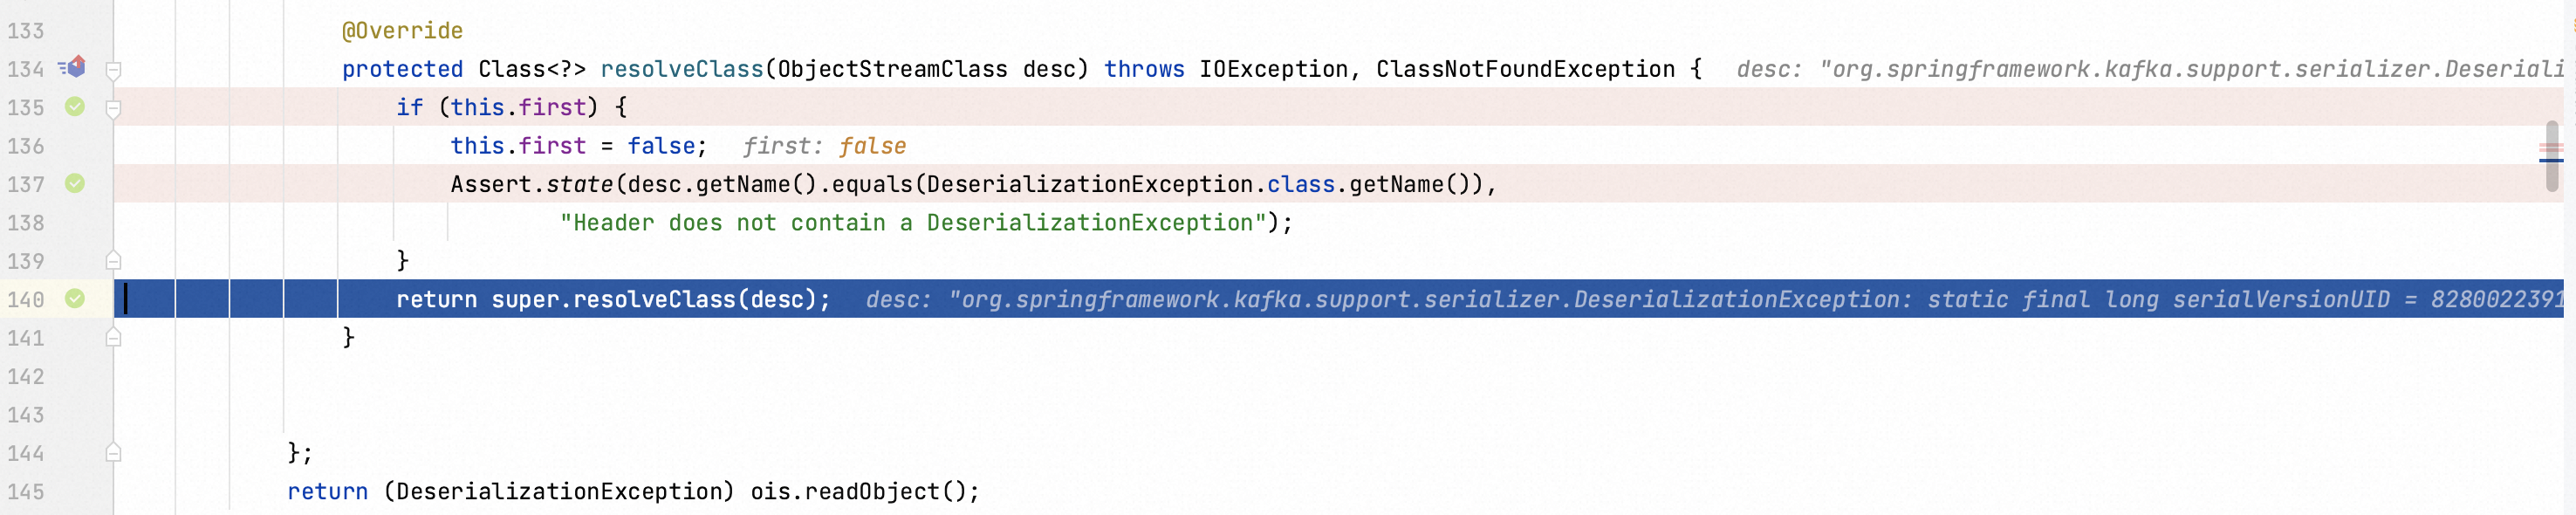 133 @Override
134 protected Class<?> resolveClass(ObjectStreamClass desc) throws IOException, ClassNotFoundException { desc: "org.springframework.kafka.support.serializer.Deseriali
135 if (this.first) {
136 this.first = false; first: false
137 Assert.state(desc.getName().equals(DeserializationException.class.getName()),
138 "Header does not contain a DeserializationException");
139 }
140 return super.resolveClass(desc); desc: "org.springframework.kafka.support.serializer.DeserializationException: static final long serialVersionUID = 8280022391
141 }
142
143
144 };
145 return (DeserializationException) ois.readObject();